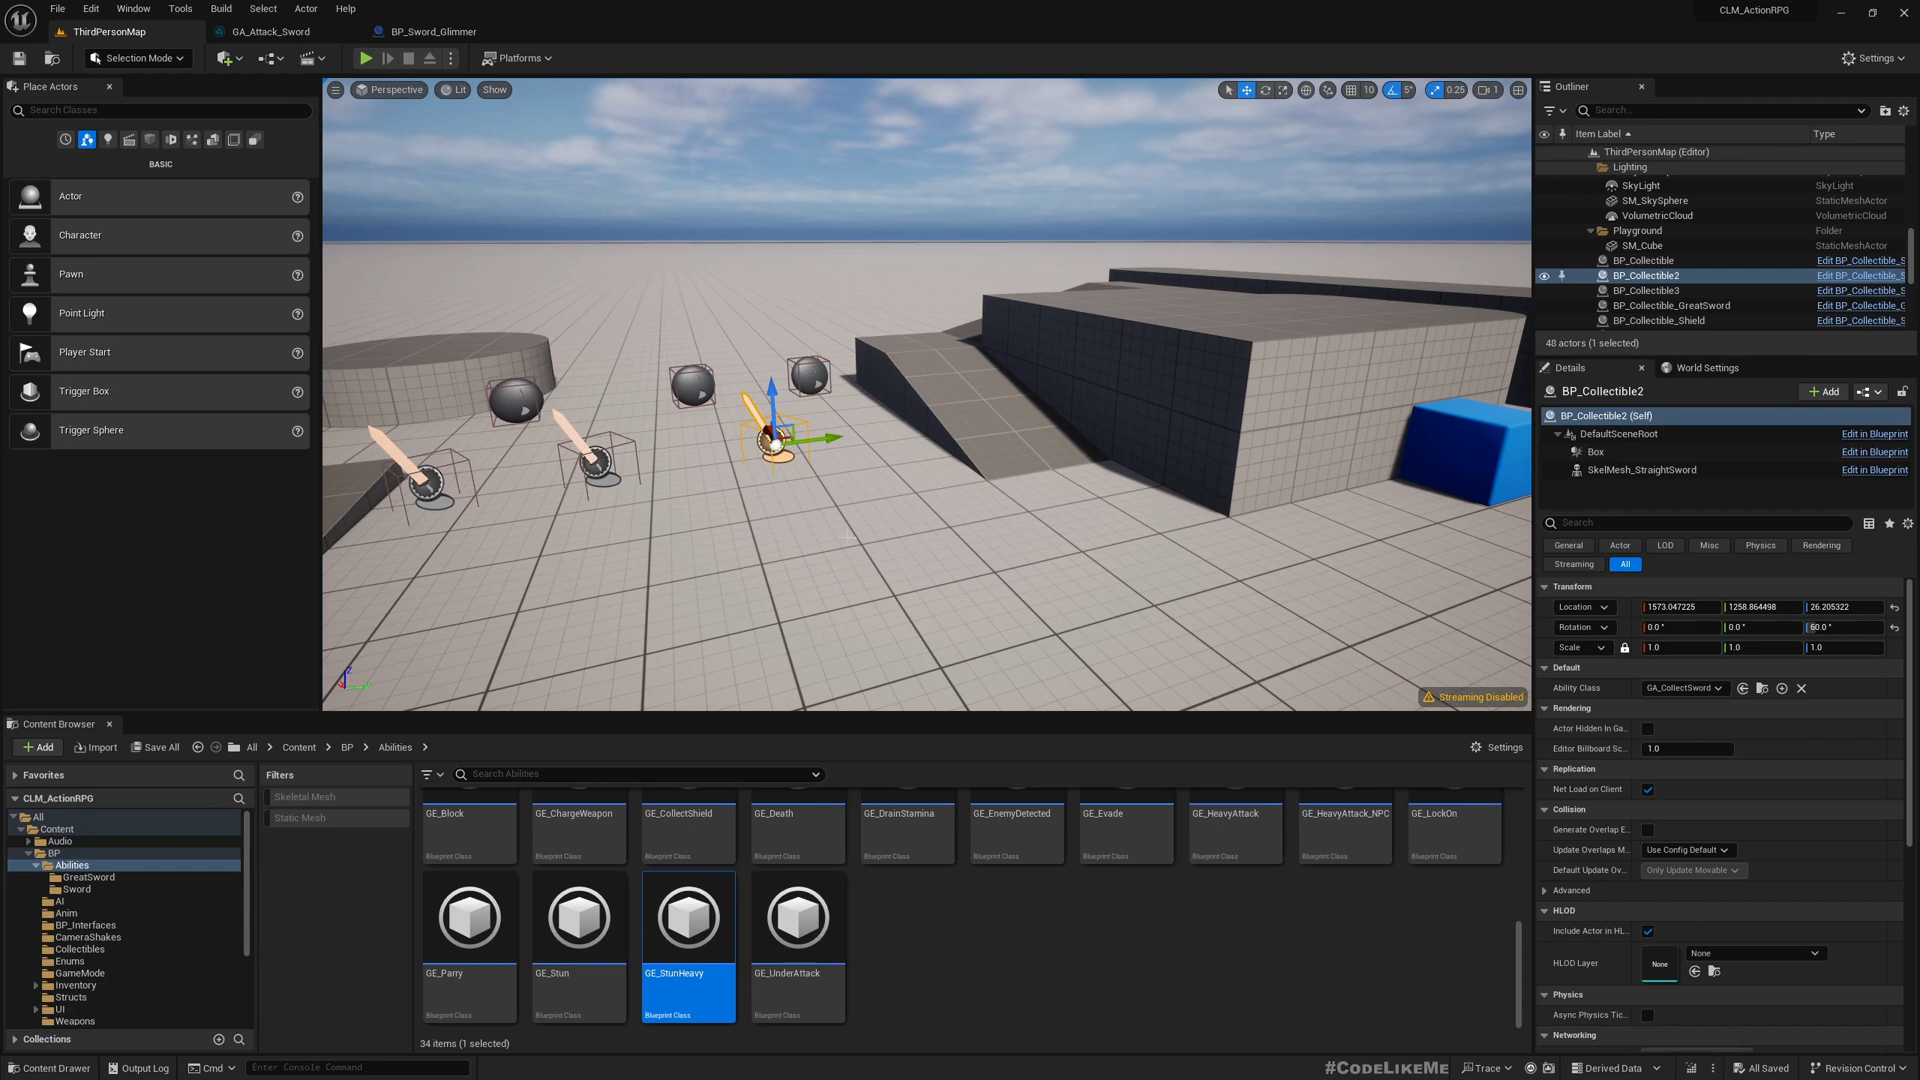 File Edit Window Tools Build Select Actor Help
CLM_ActionRPG
ThirdPersonMap GA_Attack_Sword BP_Sword_Glimmer
Selection Mode Platforms Settings
Place Actors
Search Classes
BASIC
Actor
Character
Pawn
Point Light
Player Start
Trigger Box
Trigger Sphere
Perspective Lit Show 10 5° 0.25 1
Streaming Disabled
Outliner
Search...
Item Label Type
ThirdPersonMap (Editor)
Lighting
SkyLight SkyLight
SM_SkySphere StaticMeshActor
VolumetricCloud VolumetricCloud
Playground Folder
SM_Cube StaticMeshActor
BP_Collectible Edit BP_Collectible_S
BP_Collectible2 Edit BP_Collectible_S
BP_Collectible3 Edit BP_Collectible_S
BP_Collectible_GreatSword Edit BP_Collectible_G
BP_Collectible_Shield Edit BP_Collectible_S
48 actors (1 selected)
Details World Settings
BP_Collectible2 Add
BP_Collectible2 (Self)
DefaultSceneRoot Edit in Blueprint
Box Edit in Blueprint
SkelMesh_StraightSword Edit in Blueprint
Search
General Actor LOD Misc Physics Rendering
Streaming All
Transform
Location 1573.047225 1258.864498 26.205322
Rotation 0.0 ° 0.0 ° 60.0 °
Scale 1.0 1.0 1.0
Default
Ability Class GA_CollectSword
Rendering
Actor Hidden In Ga...
Editor Billboard Sc... 1.0
Replication
Net Load on Client
Collision
Generate Overlap E...
Update Overlaps M... Use Config Default
Default Update Ov... Only Update Movable
Advanced
HLOD
Include Actor in HL...
HLOD Layer None None
Physics
Async Physics Tic...
Networking
Content Browser
Add Import Save All All Content BP Abilities Settings
Favorites
CLM_ActionRPG
All
Content
Audio
BP
Abilities
GreatSword
Sword
AI
Anim
BP_Interfaces
CameraShakes
Collectibles
Enums
GameMode
Inventory
Structs
UI
Weapons
Collections
Filters
Skeletal Mesh
Static Mesh
Search Abilities
GE_Block GE_ChargeWeapon GE_CollectShield GE_Death GE_DrainStamina GE_EnemyDetected GE_Evade GE_HeavyAttack GE_HeavyAttack_NPC GE_LockOn
Blueprint Class Blueprint Class Blueprint Class Blueprint Class Blueprint Class Blueprint Class Blueprint Class Blueprint Class Blueprint Class Blueprint Class
GE_Parry GE_Stun GE_StunHeavy GE_UnderAttack
Blueprint Class Blueprint Class Blueprint Class Blueprint Class
34 items (1 selected)
Content Drawer Output Log Cmd Enter Console Command #CODELIKEME Trace Derived Data All Saved Revision Control